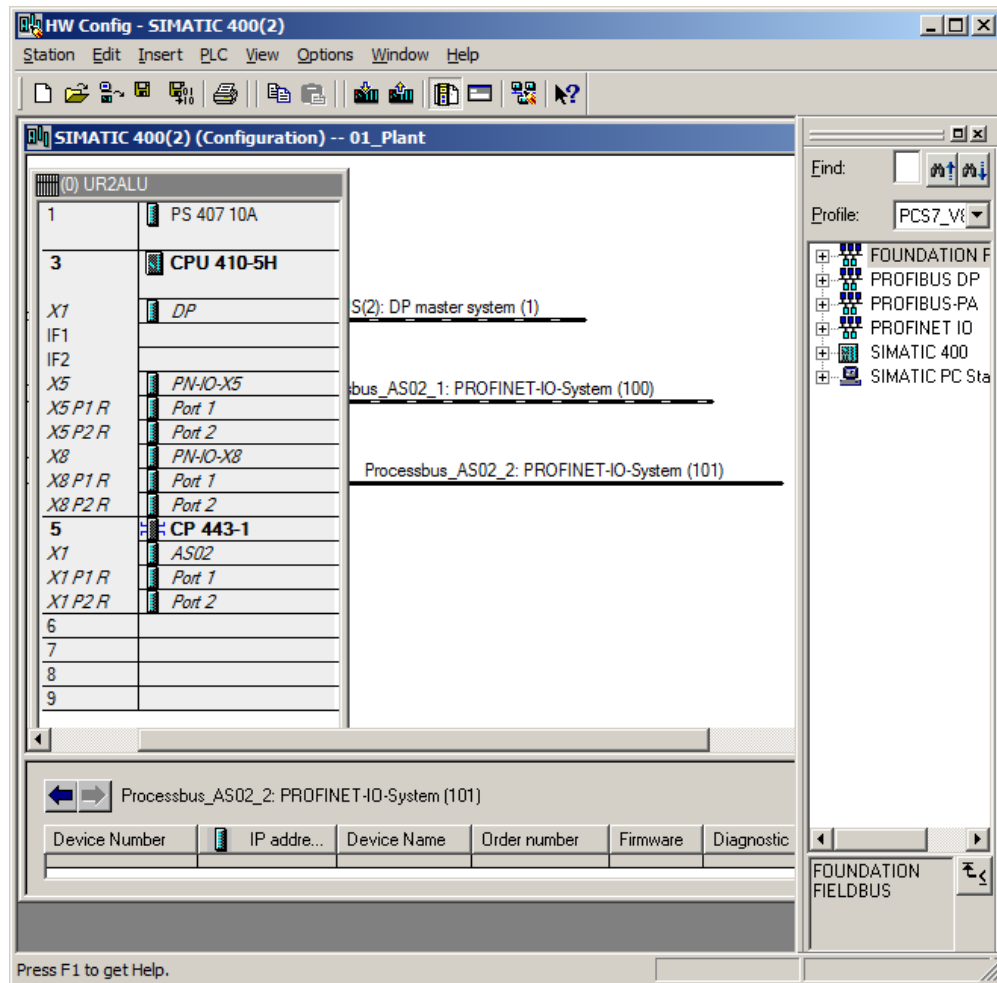 HW Config - SIMATIC 400(2)
Station Edit Insert PLC View Options Window Help
SIMATIC 400(2) (Configuration) -- 01_Plant
(0) UR2ALU
1 PS 407 10A
3 CPU 410-5H
X1 DP
IF1
IF2
X5 PN-IO-X5
X5 P1 R Port 1
X5 P2 R Port 2
X8 PN-IO-X8
X8 P1 R Port 1
X8 P2 R Port 2
5 CP 443-1
X1 AS02
X1 P1 R Port 1
X1 P2 R Port 2
6
7
8
9
S(2): DP master system (1)
bus_AS02_1: PROFINET-IO-System (100)
Processbus_AS02_2: PROFINET-IO-System (101)
Processbus_AS02_2: PROFINET-IO-System (101)
Device Number IP addre... Device Name Order number Firmware Diagnostic
Find:
Profile: PCS7_V
FOUNDATION F
PROFIBUS DP
PROFIBUS-PA
PROFINET IO
SIMATIC 400
SIMATIC PC Sta
FOUNDATION
FIELDBUS
Press F1 to get Help.